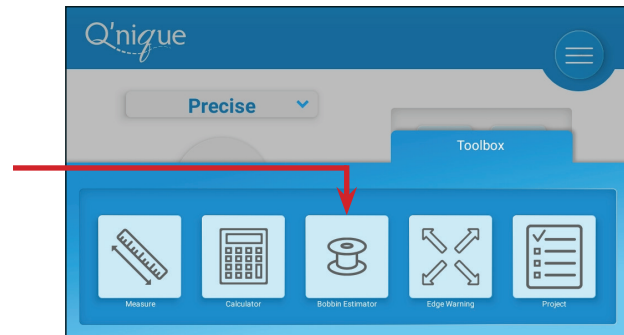 Q'nique
Precise
Toolbox
Measure
Calculator
Bobbin Estimator
Edge Warning
Project